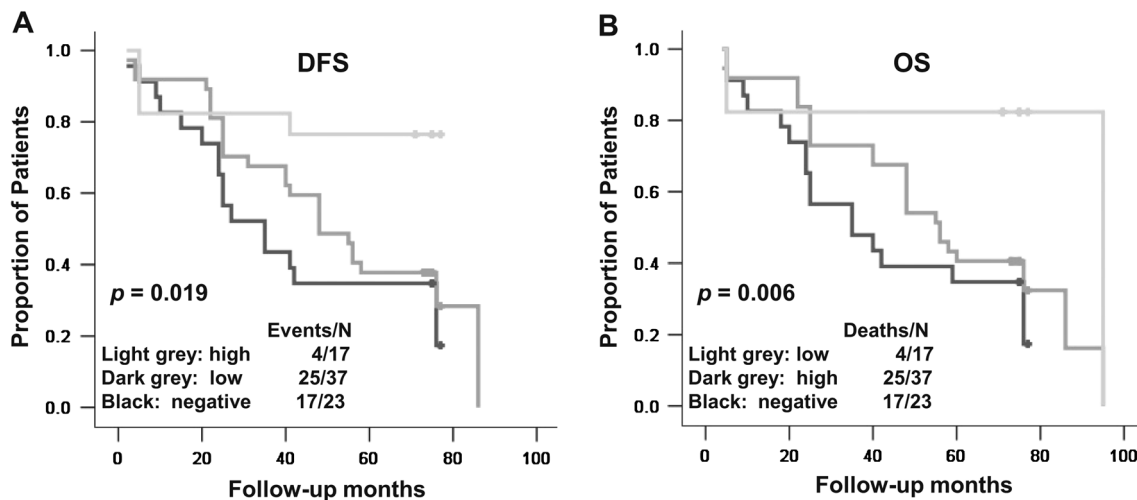 A
DFS
Proportion of Patients
1.0
0.8
0.6
0.4
0.2
0.0
p = 0.019
Events/N
Light grey: high 4/17
Dark grey: low 25/37
Black: negative 17/23
0 20 40 60 80 100
Follow-up months
B
OS
Proportion of Patients
1.0
0.8
0.6
0.4
0.2
0.0
p = 0.006
Deaths/N
Light grey: low 4/17
Dark grey: high 25/37
Black: negative 17/23
0 20 40 60 80 100
Follow-up months